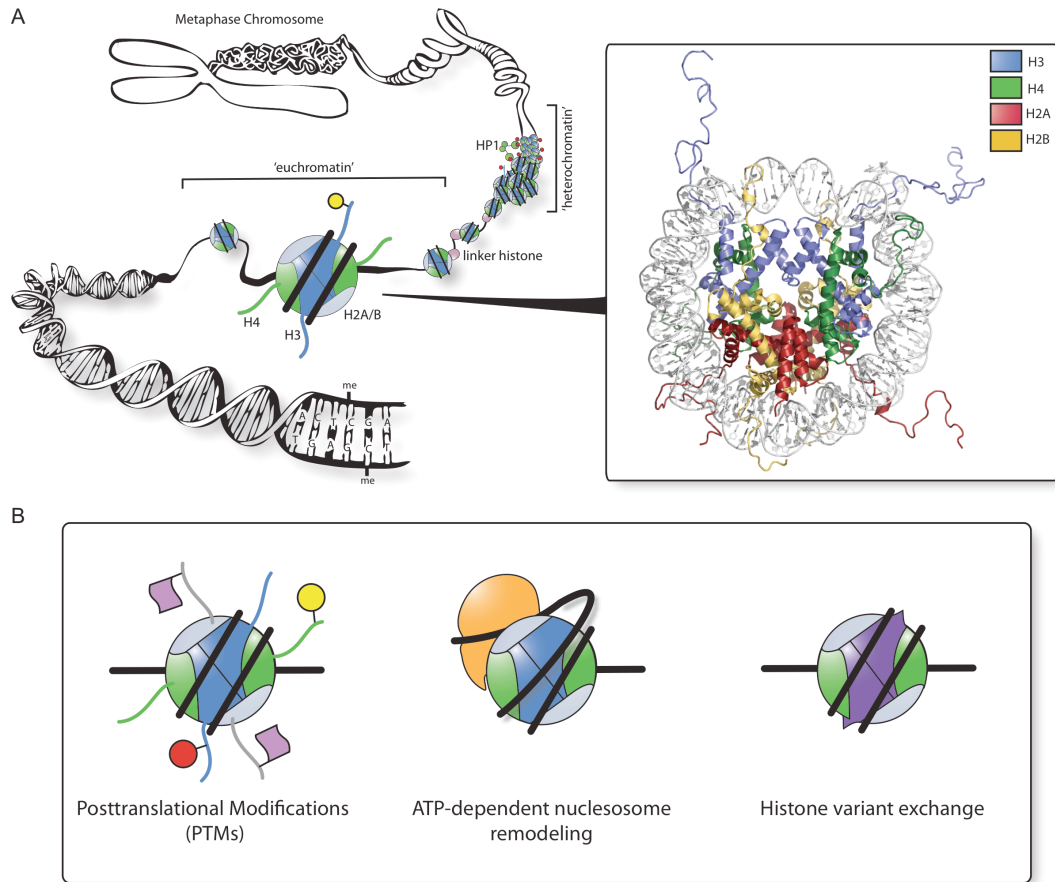 A
Metaphase Chromosome
H3
H4
H2A
H2B
HP1
'heterochromatin'
'euchromatin'
linker histone
H4
H3
H2A/B
me
A C T C G A
T G A G C T
me
B
Posttranslational Modifications
(PTMs)
ATP-dependent nuclesosome
remodeling
Histone variant exchange